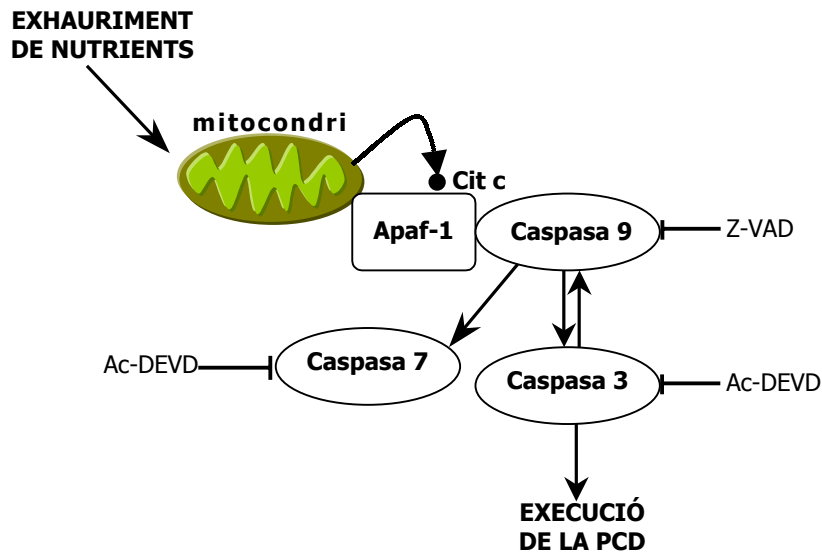 EXHAURIMENT
DE NUTRIENTS
mitocondri
Cit c
Apaf-1
Caspasa 9
Z-VAD
Ac-DEVD
Caspasa 7
Caspasa 3
Ac-DEVD
EXECUCIÓ
DE LA PCD